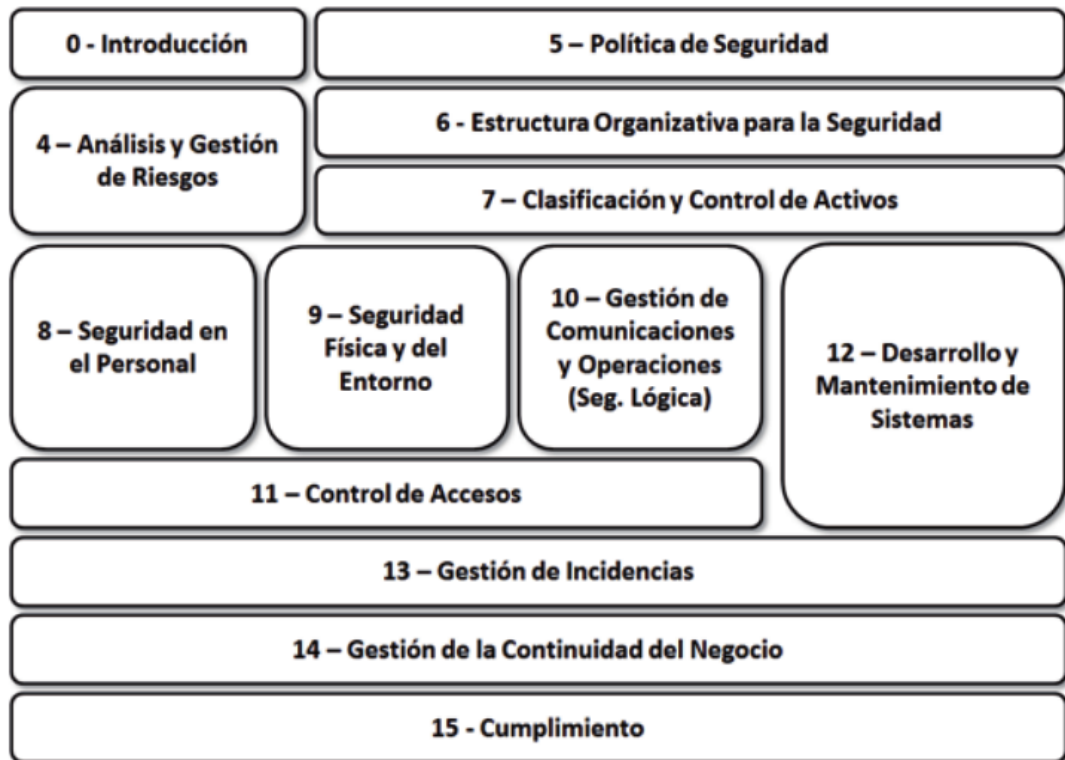 0 - Introducción
5 – Política de Seguridad
4 – Análisis y Gestión
de Riesgos
6 - Estructura Organizativa para la Seguridad
7 – Clasificación y Control de Activos
8 – Seguridad en
el Personal
9 – Seguridad
Física y del
Entorno
10 – Gestión de
Comunicaciones
y Operaciones
(Seg. Lógica)
12 – Desarrollo y
Mantenimiento de
Sistemas
11 – Control de Accesos
13 – Gestión de Incidencias
14 – Gestión de la Continuidad del Negocio
15 - Cumplimiento